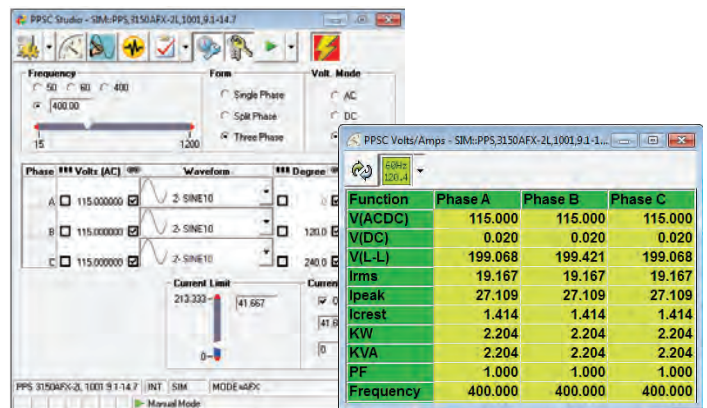 PPSC Studio - SIM::PPS,3150AFX-2L,1001,9.1-14.7
Frequency
50 60 400
400.00
15 1200
Form
Single Phase
Split Phase
Three Phase
Volt. Mode
AC
DC
Phase Volts (AC) Waveform Degree
A 115.000000 2- SINE10 0
B 115.000000 2- SINE10 120.0
C 115.000000 2- SINE10 240.0
Current Limit
213.333 41.667
0
Curren
41.6
0
PPS 3150AFX-2L 1001 9.1-14.7 INT SIM MODE=AFX
Manual Mode
PPSC Volts/Amps - SIM::PPS,3150AFX-2L,1001,9.1-1...
60Hz
120.4
Function Phase A Phase B Phase C
V(ACDC) 115.000 115.000 115.000
V(DC) 0.020 0.020 0.020
V(L-L) 199.068 199.421 199.068
Irms 19.167 19.167 19.167
Ipeak 27.109 27.109 27.109
Icrest 1.414 1.414 1.414
KW 2.204 2.204 2.204
KVA 2.204 2.204 2.204
PF 1.000 1.000 1.000
Frequency 400.000 400.000 400.000